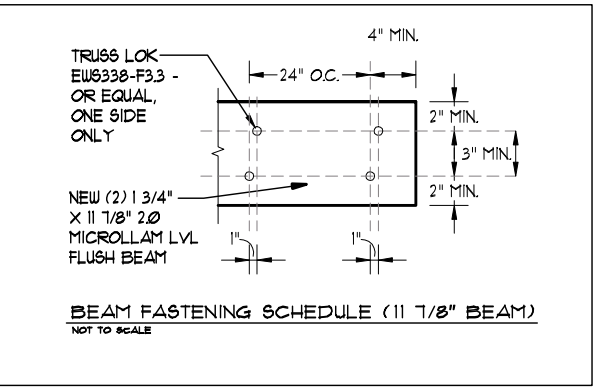 4" MIN.
TRUSS LOK
EWS338-F3.3 -
OR EQUAL,
ONE SIDE
ONLY
24" O.C.
2" MIN.
3" MIN.
2" MIN.
NEW (2) 1 3/4"
X 11 7/8" 2.0
MICROLLAM LVL
FLUSH BEAM
1"
1"
BEAM FASTENING SCHEDULE (11 7/8" BEAM)
NOT TO SCALE